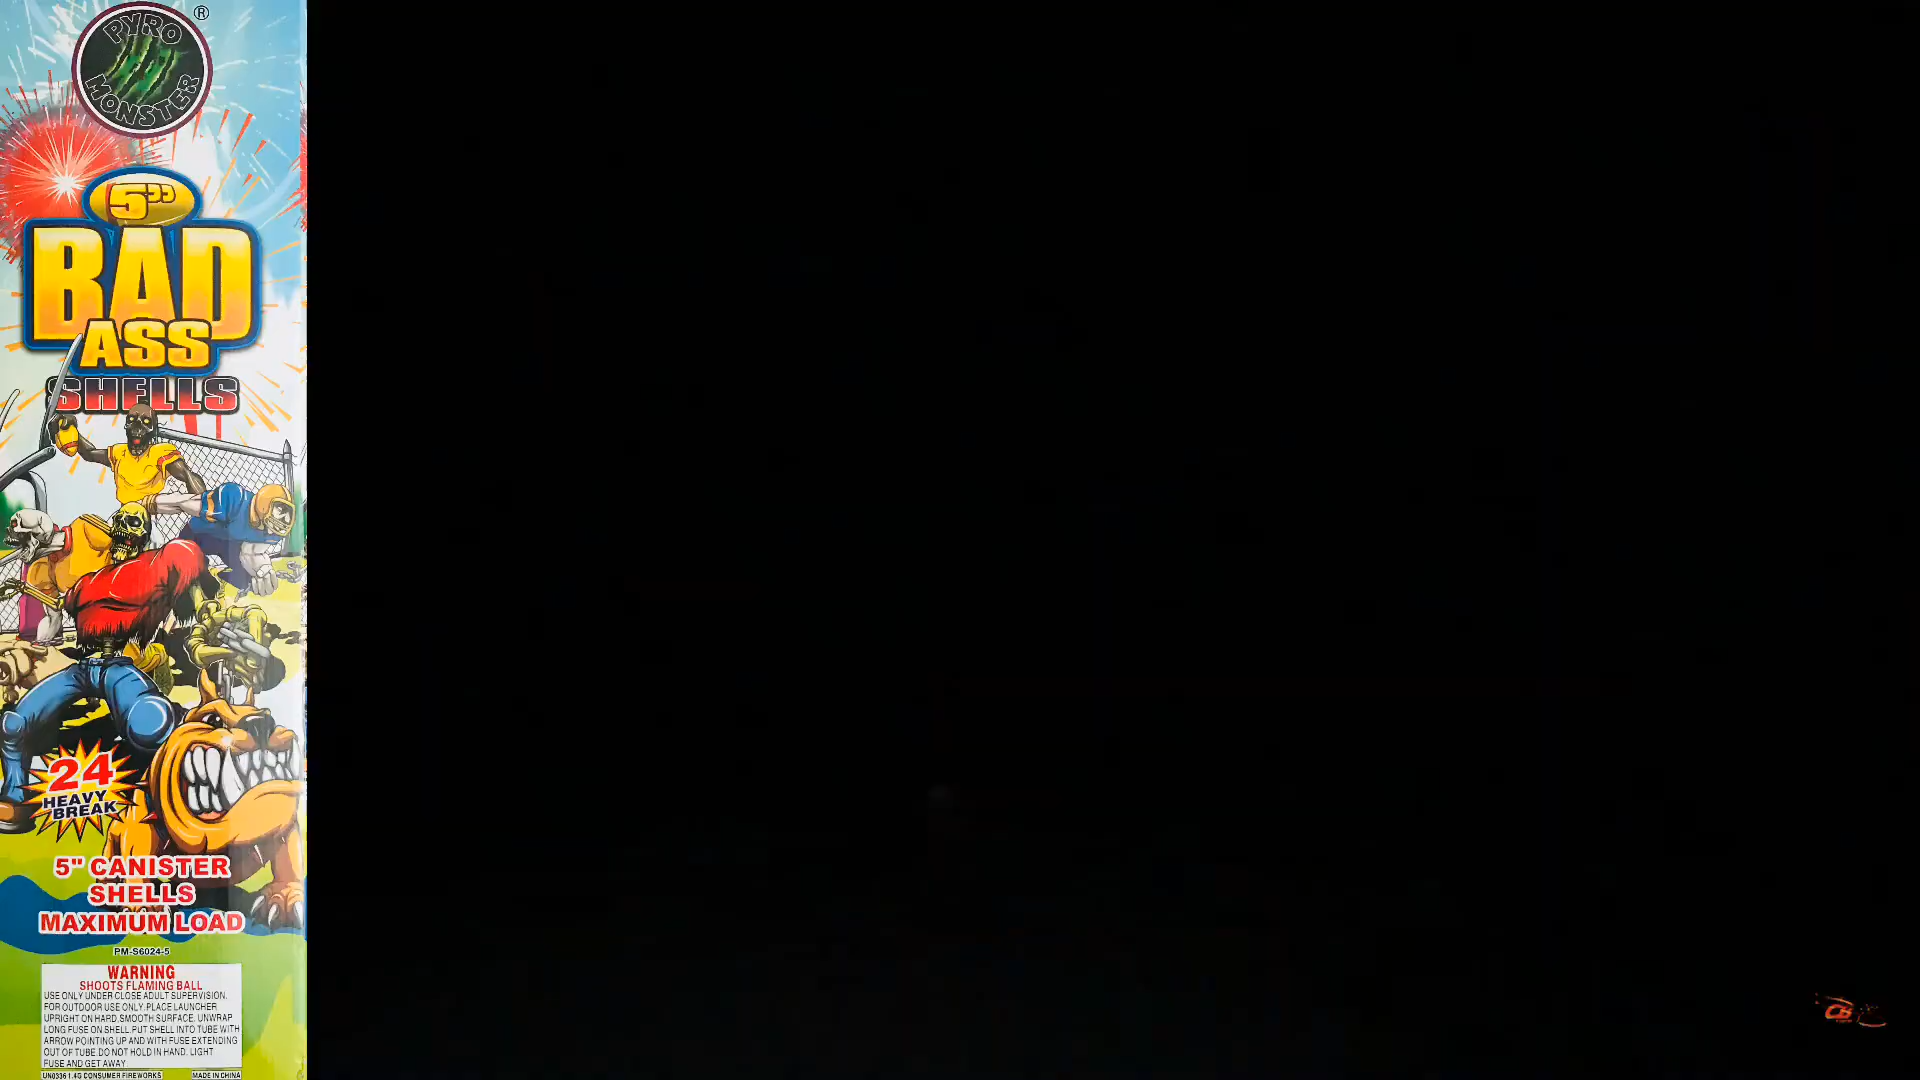 PYRO
MONSTER
®
5"
BAD
ASS
SHELLS
24
HEAVY
BREAK
5" CANISTER
SHELLS
MAXIMUM LOAD
PM-S6024-5
WARNING
SHOOTS FLAMING BALL
USE ONLY UNDER CLOSE ADULT SUPERVISION.
FOR OUTDOOR USE ONLY.PLACE LAUNCHER
UPRIGHT ON HARD,SMOOTH SURFACE. UNWRAP
LONG FUSE ON SHELL.PUT SHELL INTO TUBE WITH
ARROW POINTING UP AND WITH FUSE EXTENDING
OUT OF TUBE.DO NOT HOLD IN HAND. LIGHT
FUSE AND GET AWAY.
UN0336 1.4G CONSUMER FIREWORKS
MADE IN CHINA
CB